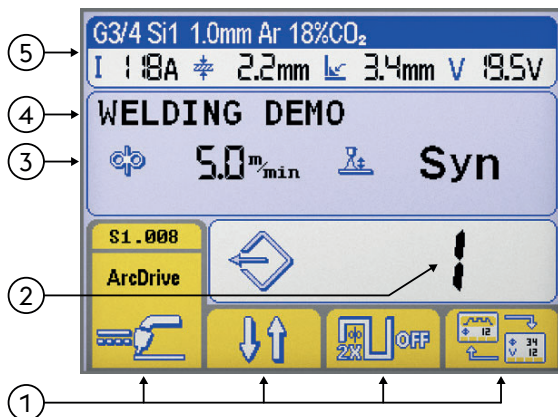 G3/4 Si1 1.0mm Ar 18%CO₂
5
I 118A 2.2mm 3.4mm V 19.5V
4
WELDING DEMO
3
5.0 m/min Syn
S1.008
ArcDrive
2
1
2X OFF
Φ 12
Φ 34
V 12
1